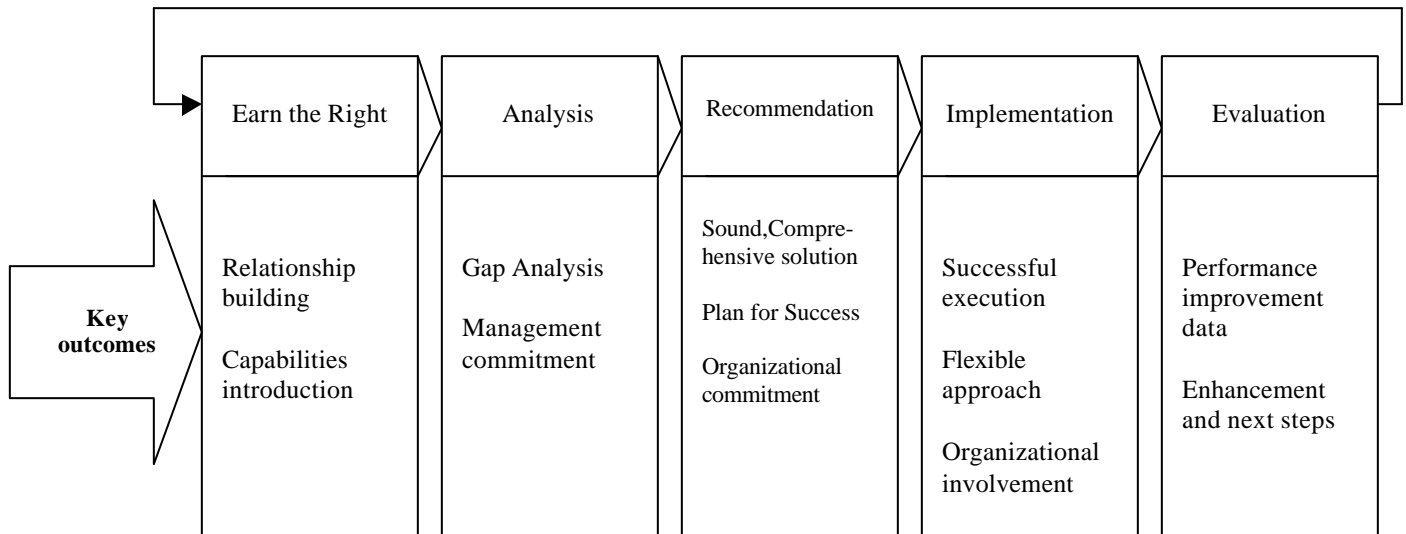 Earn the Right
Analysis
Recommendation
Implementation
Evaluation
Key
outcomes
Relationship
building
Capabilities
introduction
Gap Analysis
Management
commitment
Sound,Compre-
hensive solution
Plan for Success
Organizational
commitment
Successful
execution
Flexible
approach
Organizational
involvement
Performance
improvement
data
Enhancement
and next steps